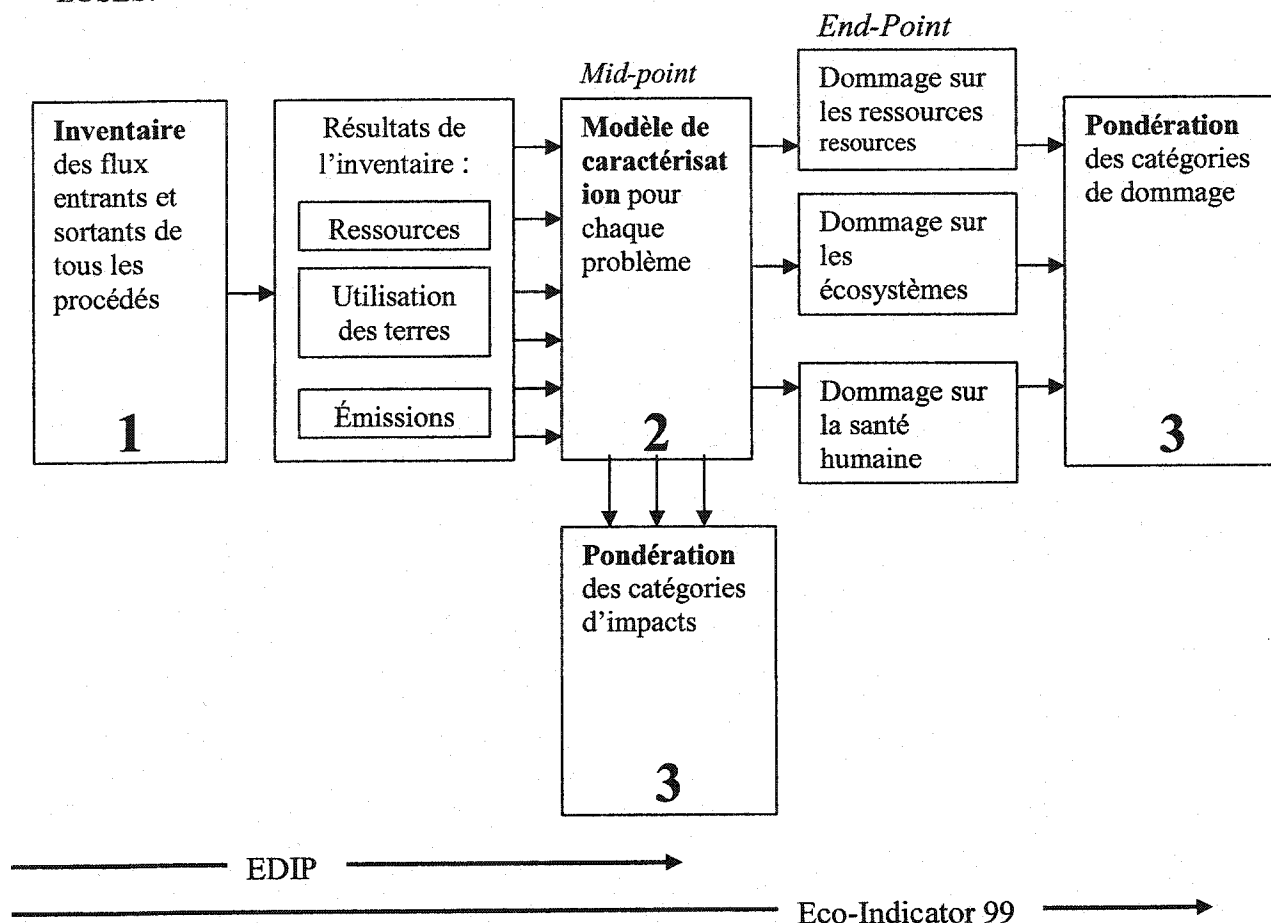 End-Point
Mid-point
Inventaire
des flux
entrants et
sortants de
tous les
procédés
1
Résultats de
l'inventaire :
Ressources
Utilisation
des terres
Émissions
Modèle de
caractérisat
ion pour
chaque
problème
2
Dommage sur
les ressources
resources
Dommage sur
les
écosystèmes
Dommage sur
la santé
humaine
Pondération
des catégories
de dommage
3
Pondération
des catégories
d'impacts
3
EDIP
Eco-Indicator 99